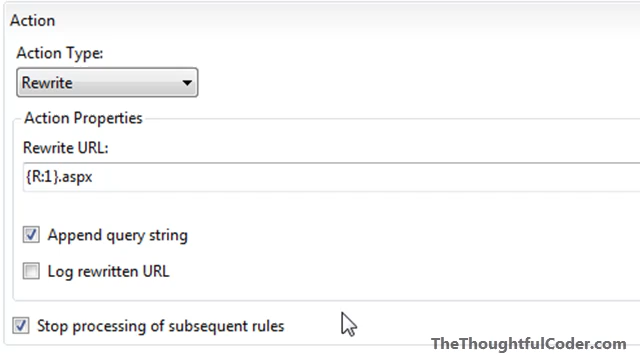 Action
Action Type:
Rewrite
Action Properties
Rewrite URL:
{R:1}.aspx
Append query string
Log rewritten URL
Stop processing of subsequent rules
TheThoughtfulCoder.com